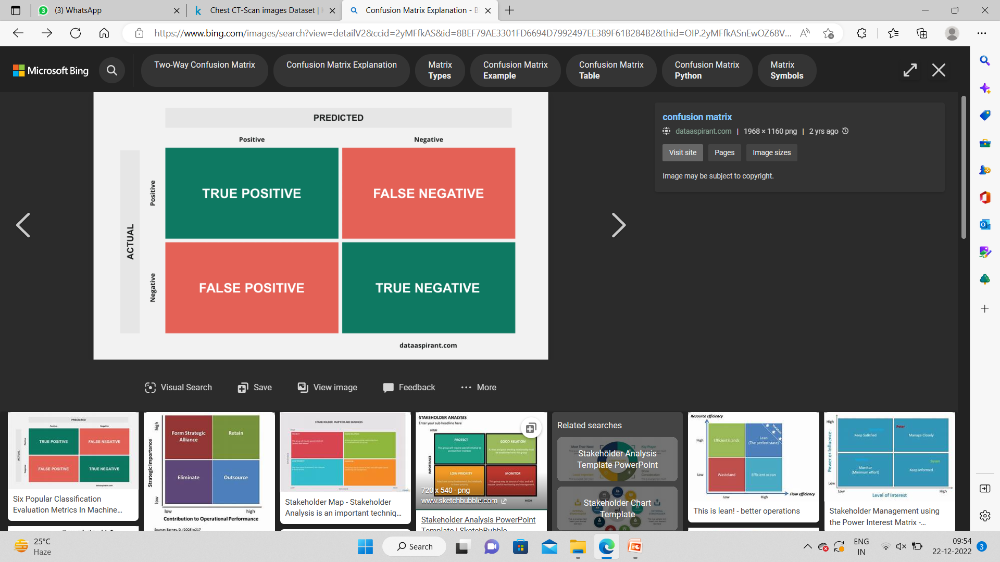 (3) WhatsApp
Chest CT-Scan images Dataset |
Confusion Matrix Explanation - B
https://www.bing.com/images/search?view=detailV2&ccid=2yMFfkAS&id=8BEF79AE3301FD6694D7992497EE389F61B284B2&thid=OIP.2yMFfkASnEwOZ68V...
Microsoft Bing
Two-Way Confusion Matrix
Confusion Matrix Explanation
Matrix
Types
Confusion Matrix
Example
Confusion Matrix
Table
Confusion Matrix
Python
Matrix
Symbols
PREDICTED
Positive
Negative
ACTUAL
Positive
TRUE POSITIVE
FALSE NEGATIVE
Negative
FALSE POSITIVE
TRUE NEGATIVE
dataaspirant.com
confusion matrix
dataaspirant.com | 1968 × 1160 png | 2 yrs ago
Visit site
Pages
Image sizes
Image may be subject to copyright.
Visual Search
Save
View image
Feedback
More
PREDICTED
Positive
Negative
ACTUAL
Positive
TRUE POSITIVE
FALSE NEGATIVE
Negative
FALSE POSITIVE
TRUE NEGATIVE
dataaspirant.com
Six Popular Classification
Evaluation Metrics In Machine...
Strategic Importance
high
low
Form Strategic
Alliance
Retain
Eliminate
Outsource
low
high
Contribution to Operational Performance
Source: Barnes, D. (2008) p217
STAKEHOLDER MAP FOR ABC BUSINESS
Stakeholder Map - Stakeholder
Analysis is an important techniq...
STAKEHOLDER ANALYSIS
Enter your sub headline here
HIGH
IMPORTANCE
PROTECT
GOOD RELATION
LOW PRIORITY
MONITOR
HIGH
720 x 540 · png
www.sketchbubble.com
Stakeholder Analysis PowerPoint
Template | SketchBubble
Related searches
Stakeholder Analysis
Template PowerPoint
Stakeholder Chart
Template
Resource efficiency
High
Low
Efficient islands
Lean
(The perfect state)
Variation
Wasteland
Efficient ocean
Low
High
Flow efficiency
This is lean! - better operations
Power or Influence
High
Low
Keep Satisfied
Peter
Manage Closely
Monitor
(Minimum effort)
Susan
Keep Informed
Low
High
Level of Interest
Stakeholder Management using
the Power Interest Matrix -...
25°C
Haze
Search
ENG
IN
09:54
22-12-2022
3